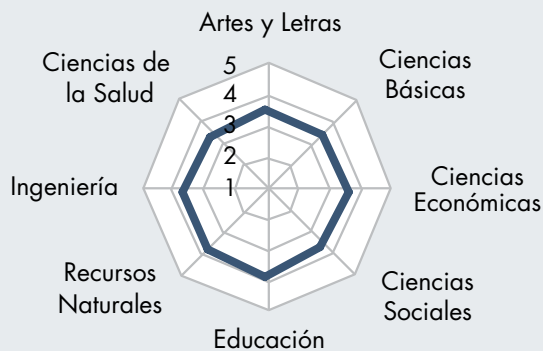 Artes y Letras
Ciencias
Básicas
Ciencias
Económicas
Ciencias
Sociales
Educación
Recursos
Naturales
Ingeniería
Ciencias de
la Salud
5
4
3
2
1